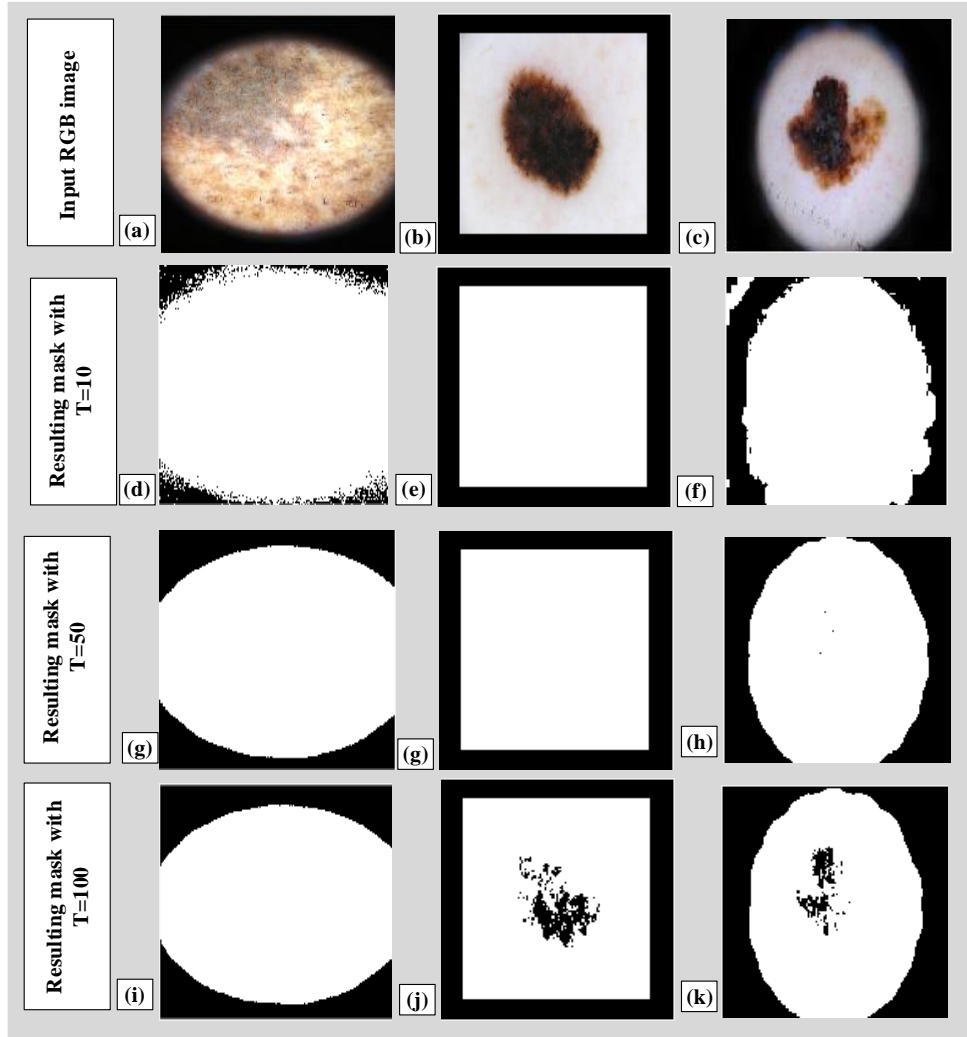 Input RGB image
(a)
(b)
(c)
Resulting mask with
T=10
(d)
(e)
(f)
Resulting mask with
T=50
(g)
(g)
(h)
Resulting mask with
T=100
(i)
(j)
(k)